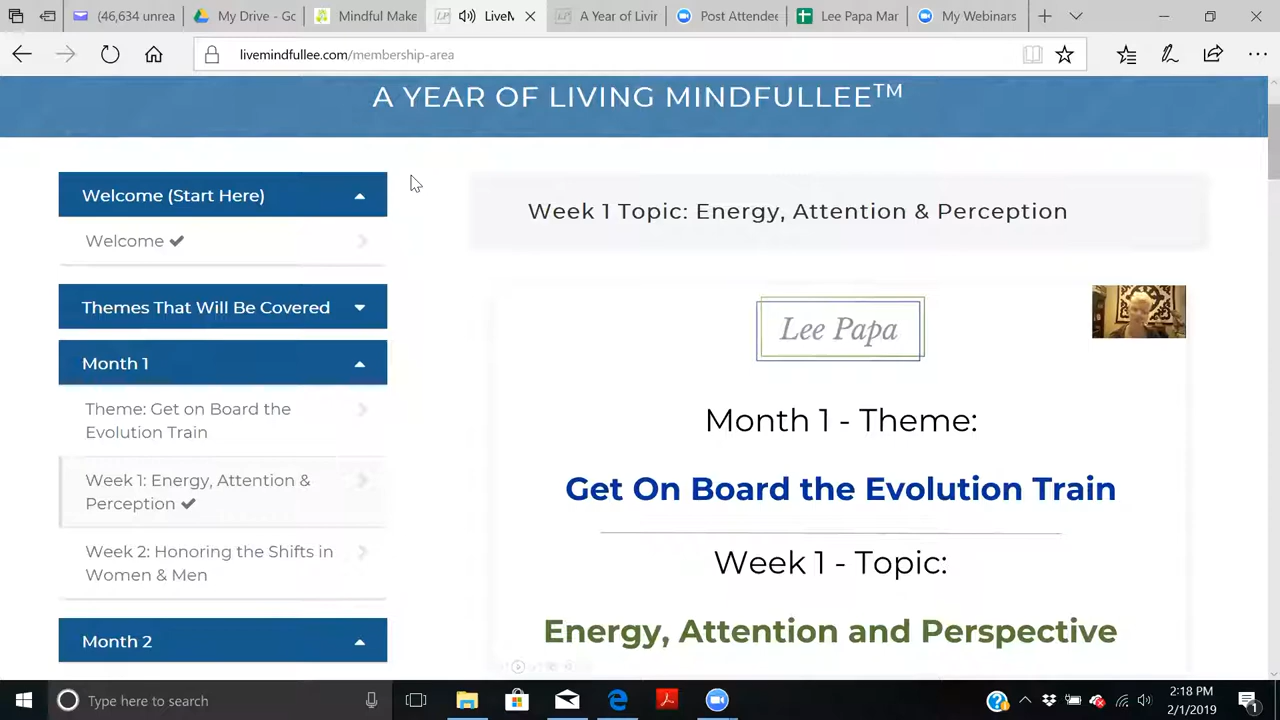 (46,634 unrea
My Drive - Go
Mindful Make
LiveM
A Year of Livin
Post Attendee
Lee Papa Mar
My Webinars
livemindfullee.com/membership-area
A YEAR OF LIVING MINDFULLEE™
Welcome (Start Here)
Welcome
Themes That Will Be Covered
Month 1
Theme: Get on Board the
Evolution Train
Week 1: Energy, Attention &
Perception
Week 2: Honoring the Shifts in
Women & Men
Month 2
Week 1 Topic: Energy, Attention & Perception
Lee Papa
Month 1 - Theme:
Get On Board the Evolution Train
Week 1 - Topic:
Energy, Attention and Perspective
Type here to search
2:18 PM
2/1/2019
1